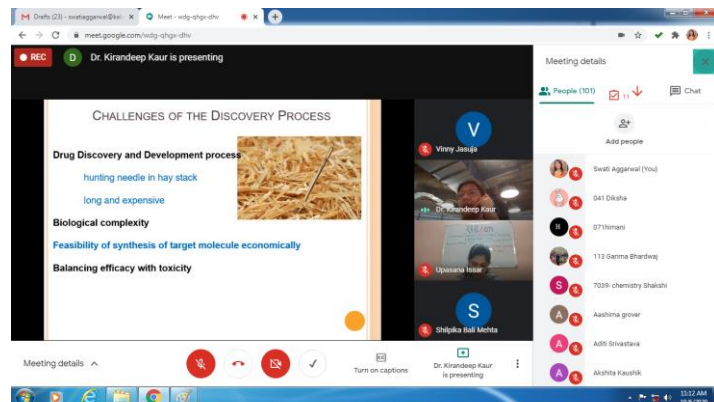 Drafts (23) - swatiaggarwal@kal
Meet - wdg-qhgx-dhv
meet.google.com/wdg-qhgx-dhv
REC
D
Dr. Kirandeep Kaur is presenting
CHALLENGES OF THE DISCOVERY PROCESS
Drug Discovery and Development process
hunting needle in hay stack
long and expensive
Biological complexity
Feasibility of synthesis of target molecule economically
Balancing efficacy with toxicity
V
Vinny Jasuja
Dr. Kirandeep Kaur
Upasana Issar
S
Shilpika Bali Mehta
Meeting details
People (101)
11
Chat
Add people
Swati Aggarwal (You)
041 Diksha
071himani
113 Garima Bhardwaj
S
7039- chemistry Shakshi
A
Aashima grover
A
Aditi Srivastava
A
Akshita Kaushik
Meeting details
Turn on captions
Dr. Kirandeep Kaur
is presenting
11:12 AM